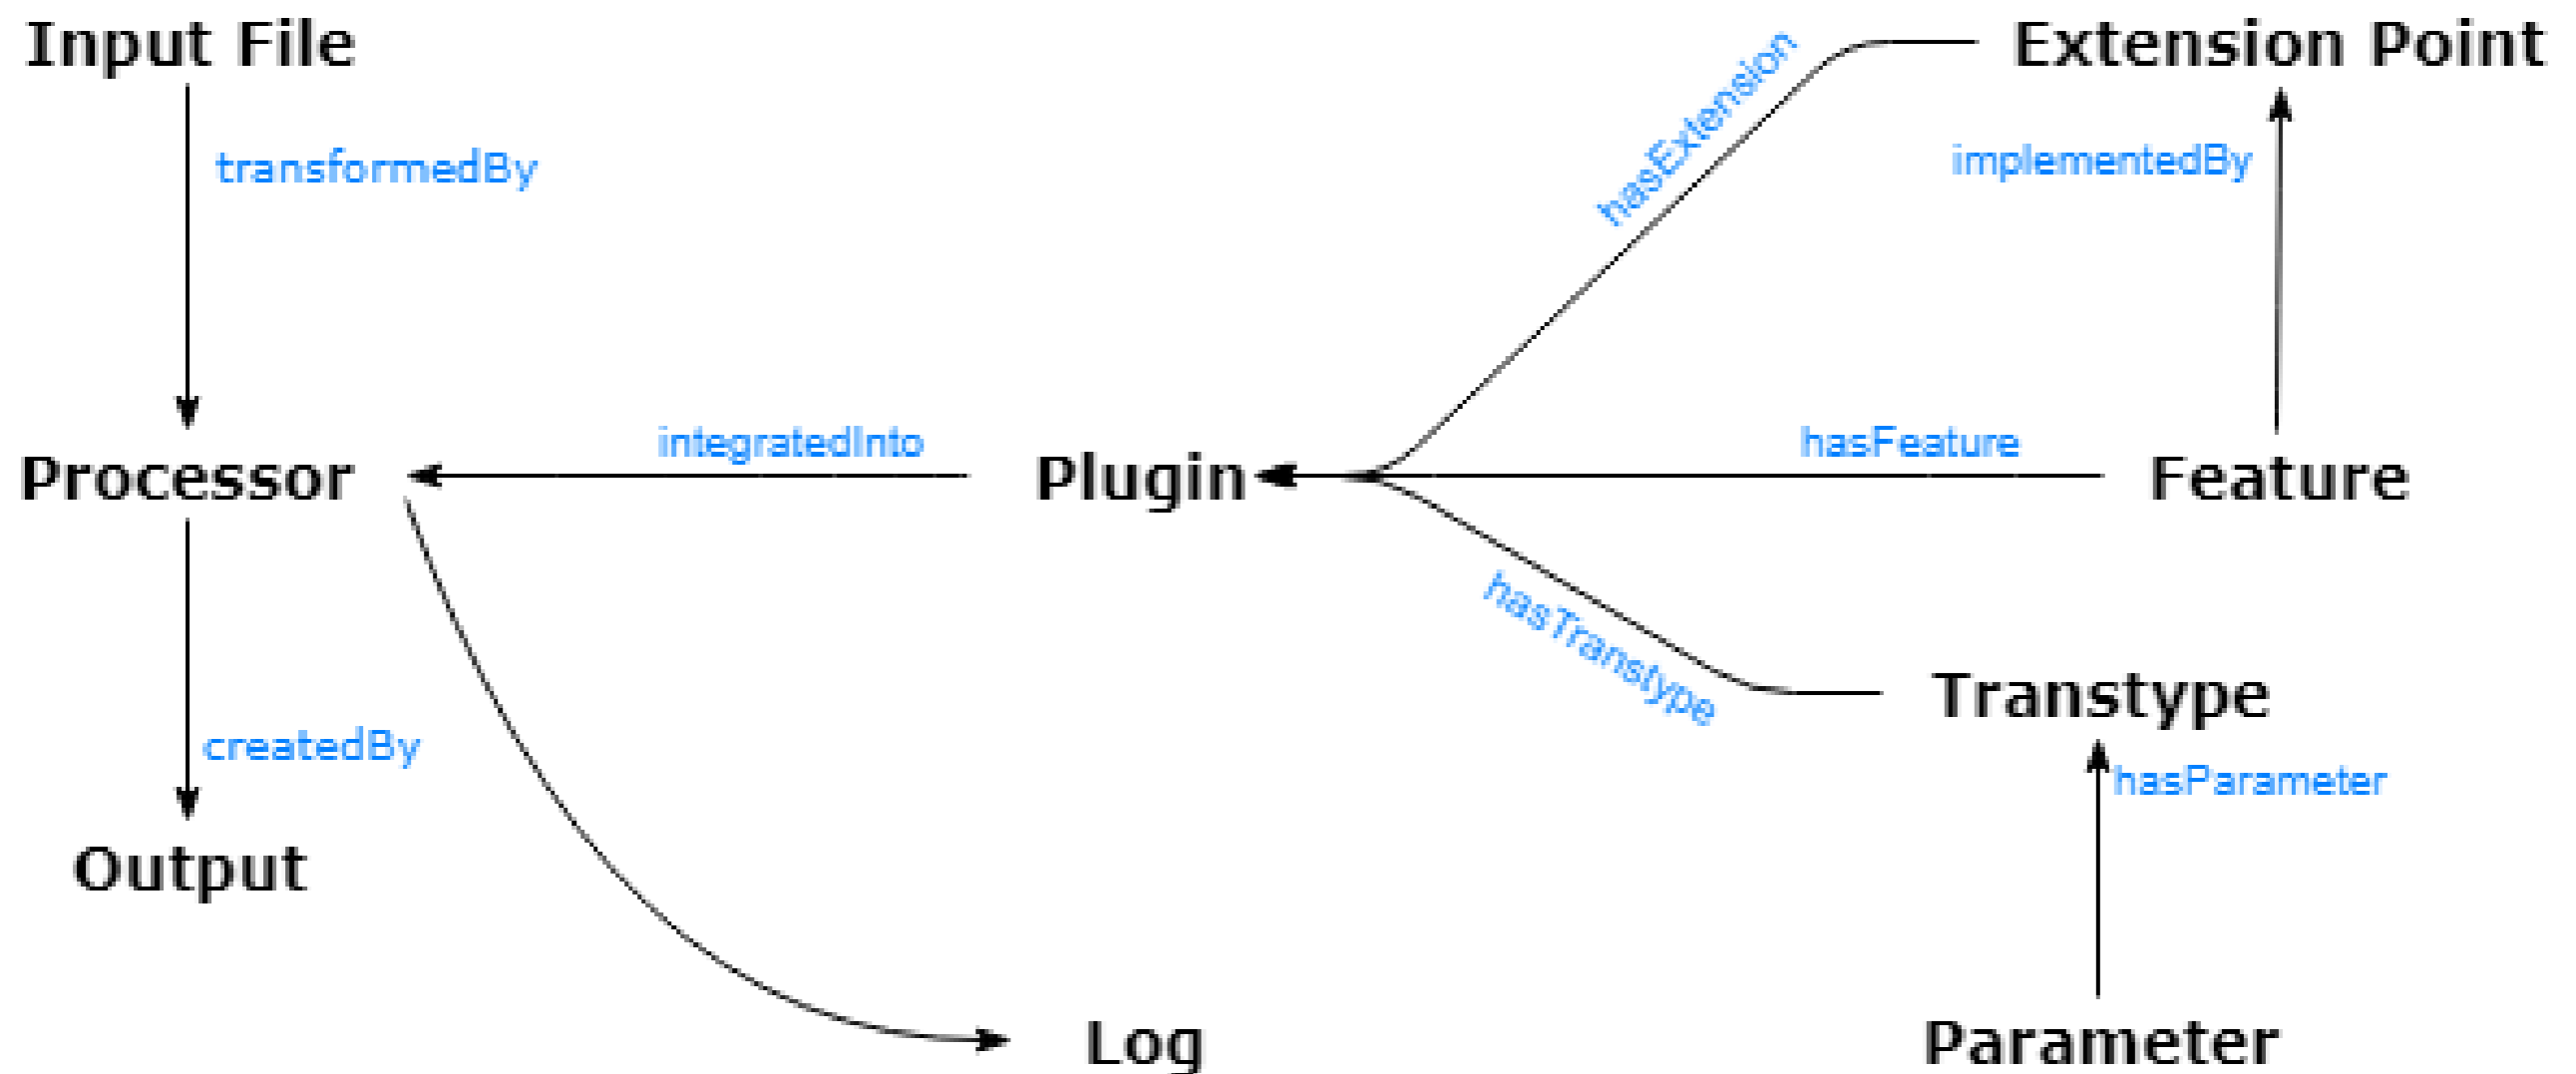 Input File
Extension Point
hasExtension
transformedBy
implementedBy
integratedInto
hasFeature
Processor
Plugin
Feature
hasTranstype
Transtype
createdBy
hasParameter
Output
Log
Parameter